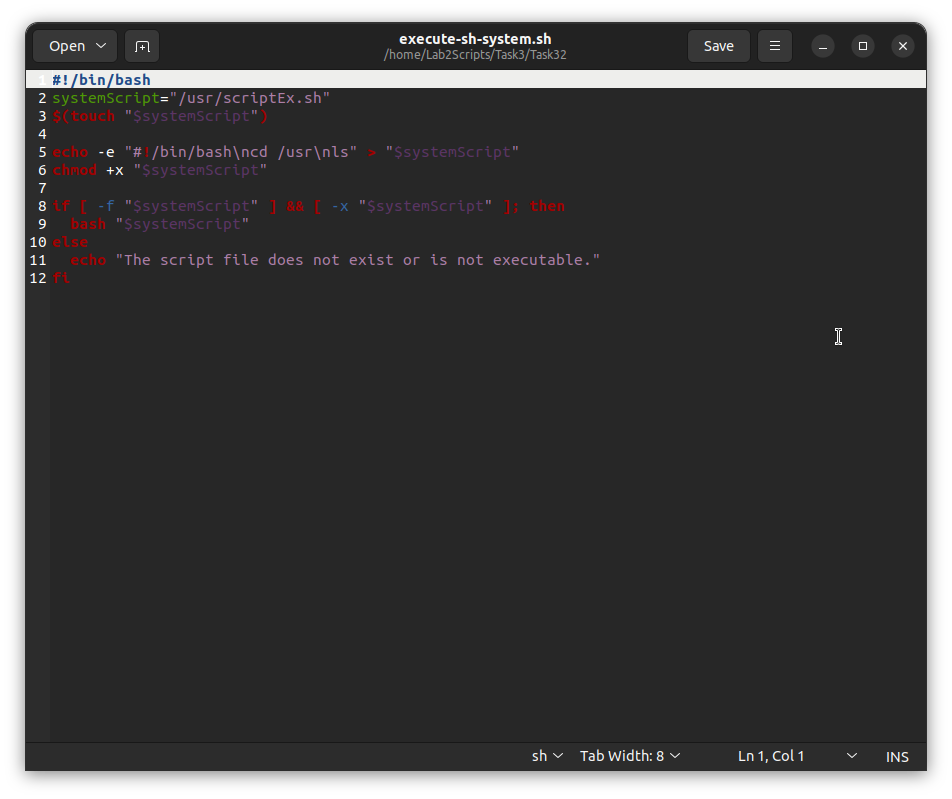 Open
execute-sh-system.sh
/home/Lab2Scripts/Task3/Task32
Save
1 #!/bin/bash
2 systemScript="/usr/scriptEx.sh"
3 $(touch "$systemScript")
4
5 echo -e "#!/bin/bash\ncd /usr\nls" > "$systemScript"
6 chmod +x "$systemScript"
7
8 if [ -f "$systemScript" ] && [ -x "$systemScript" ]; then
9   bash "$systemScript"
10 else
11   echo "The script file does not exist or is not executable."
12 fi
sh
Tab Width: 8
Ln 1, Col 1
INS